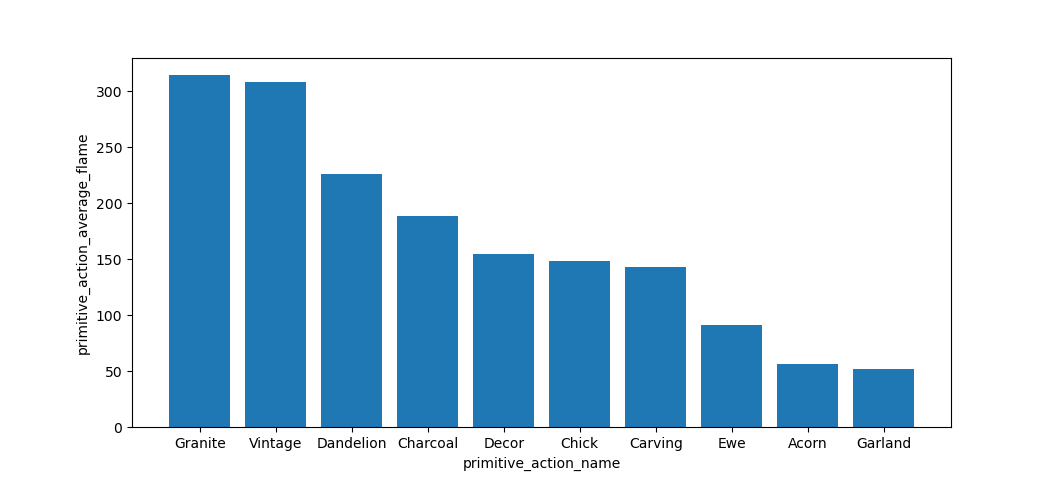 300
250
200
150
100
50
0
primitive_action_average_flame
Granite Vintage Dandelion Charcoal Decor Chick Carving Ewe Acorn Garland
primitive_action_name